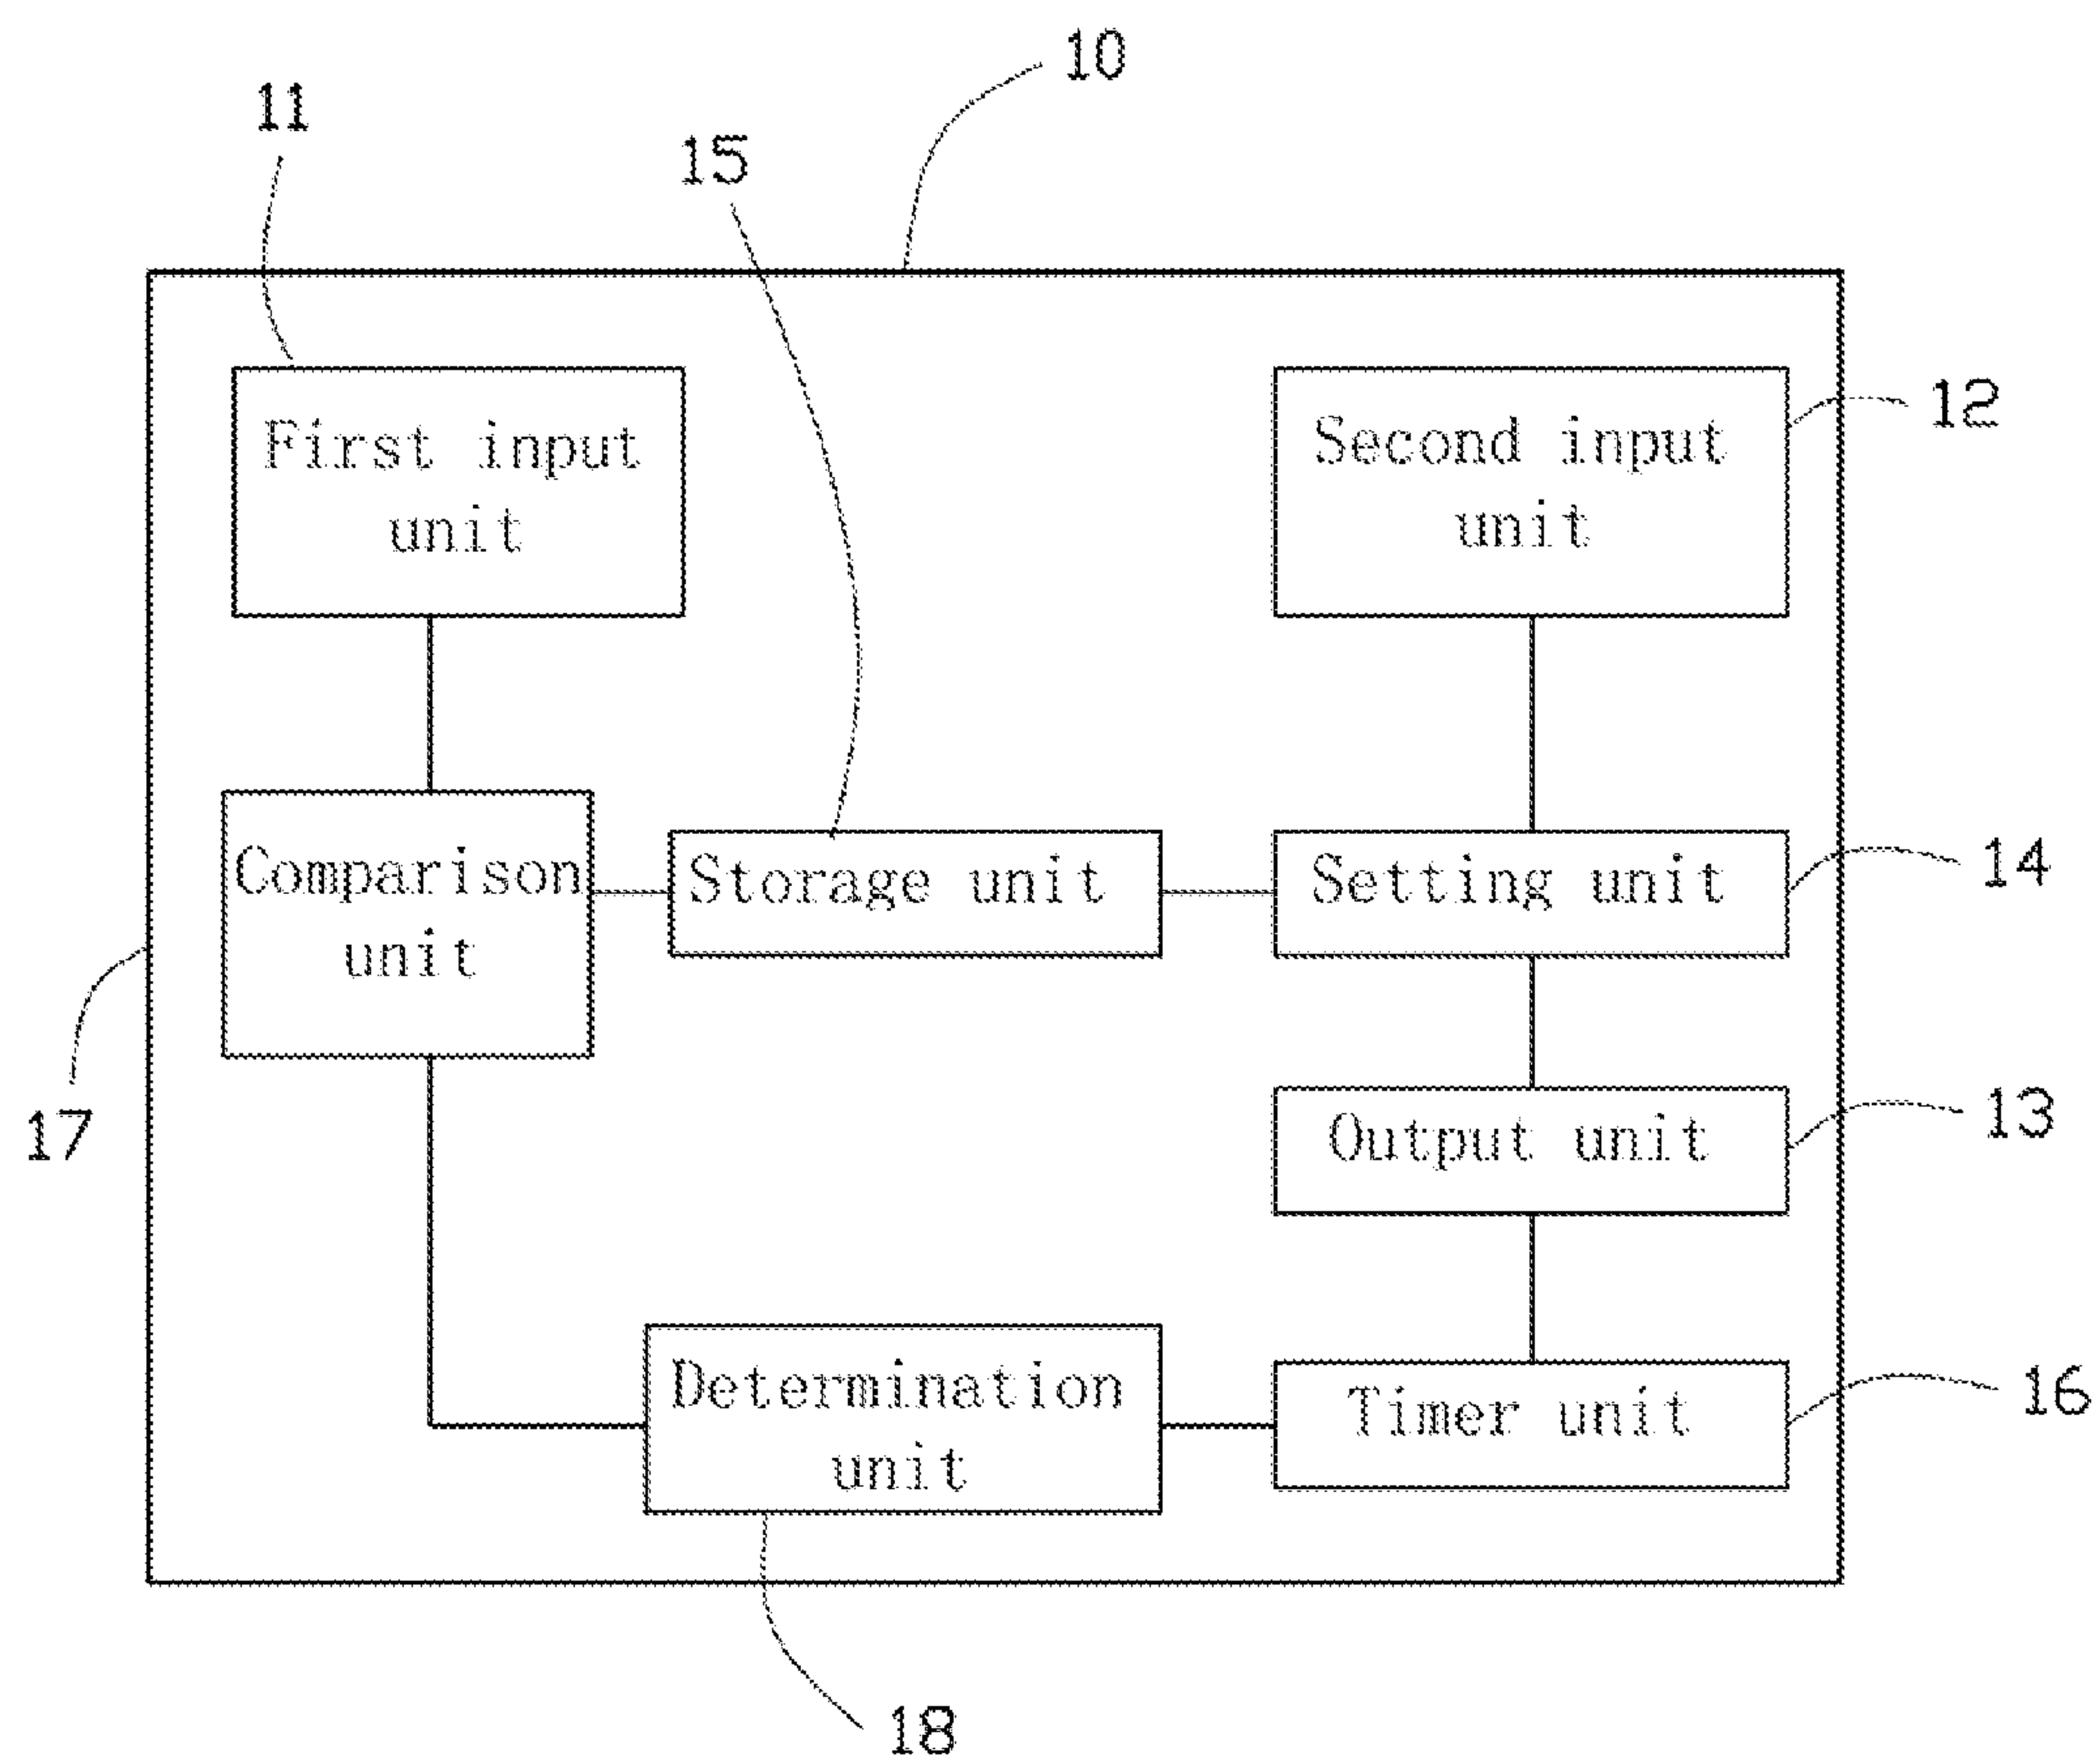 10
11
15
First input
unit
Second input
unit
12
Comparison
unit
Storage unit
Setting unit
14
17
Output unit
13
Determination
unit
Timer unit
16
18